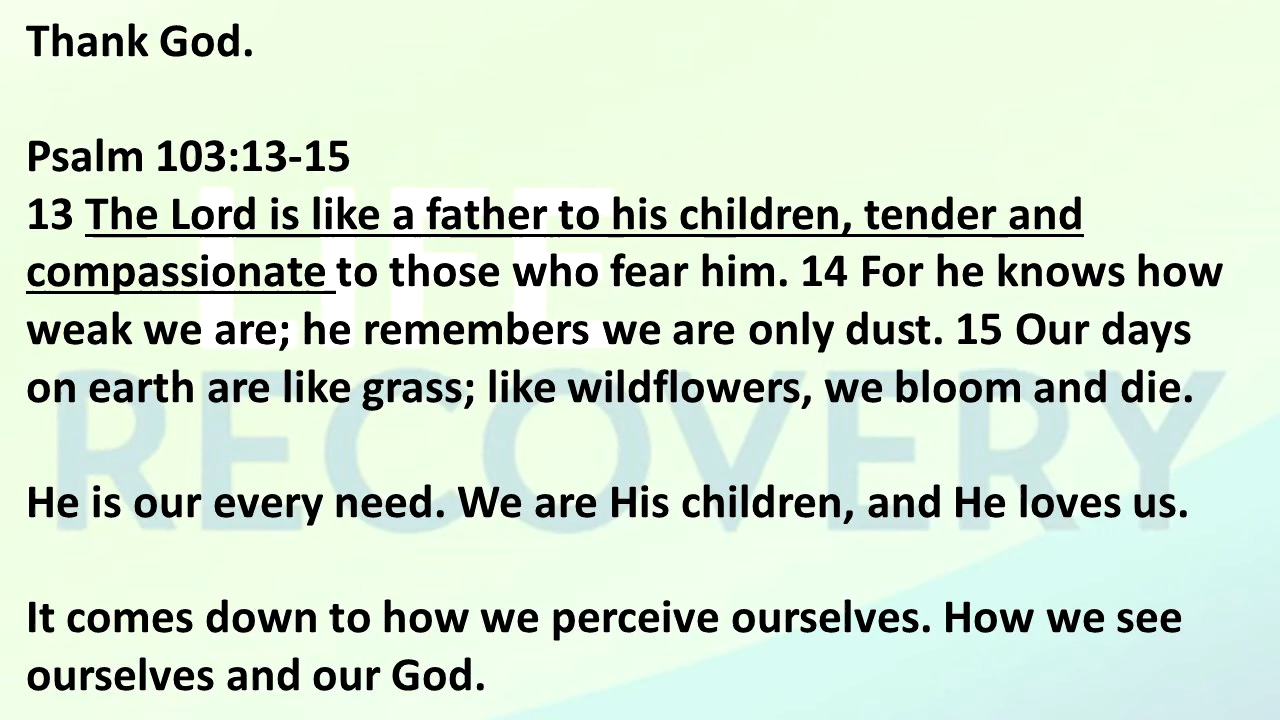 Thank God.
Psalm 103:13-15
13 The Lord is like a father to his children, tender and
compassionate to those who fear him. 14 For he knows how
weak we are; he remembers we are only dust. 15 Our days
on earth are like grass; like wildflowers, we bloom and die.
He is our every need. We are His children, and He loves us.
It comes down to how we perceive ourselves. How we see
ourselves and our God.
LIFE
RECOVERY